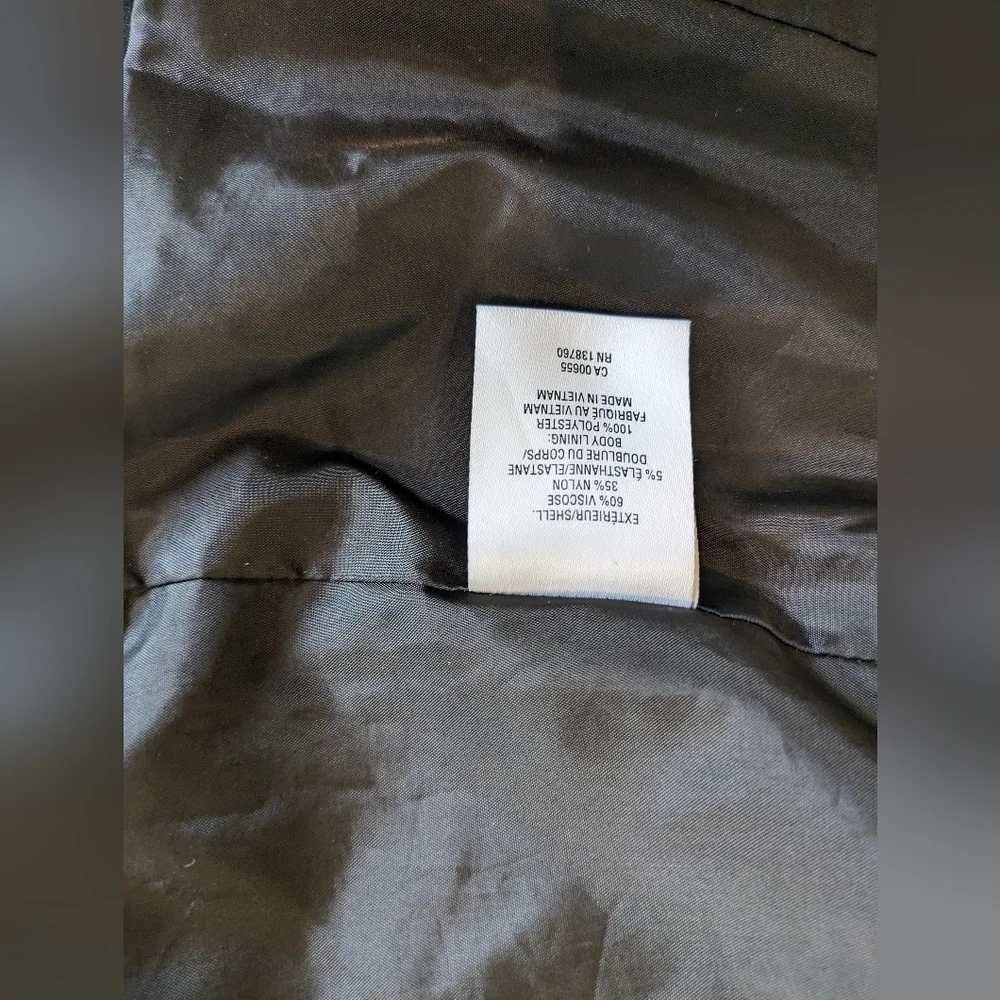 EXTÉRIEUR/SHELL:
60% VISCOSE
35% NYLON
5% ÉLASTHANNE/ELASTANE
DOUBLURE DU CORPS/
BODY LINING:
100% POLYESTER
FABRIQUÉ AU VIETNAM
MADE IN VIETNAM
CA 00655
RN 138760